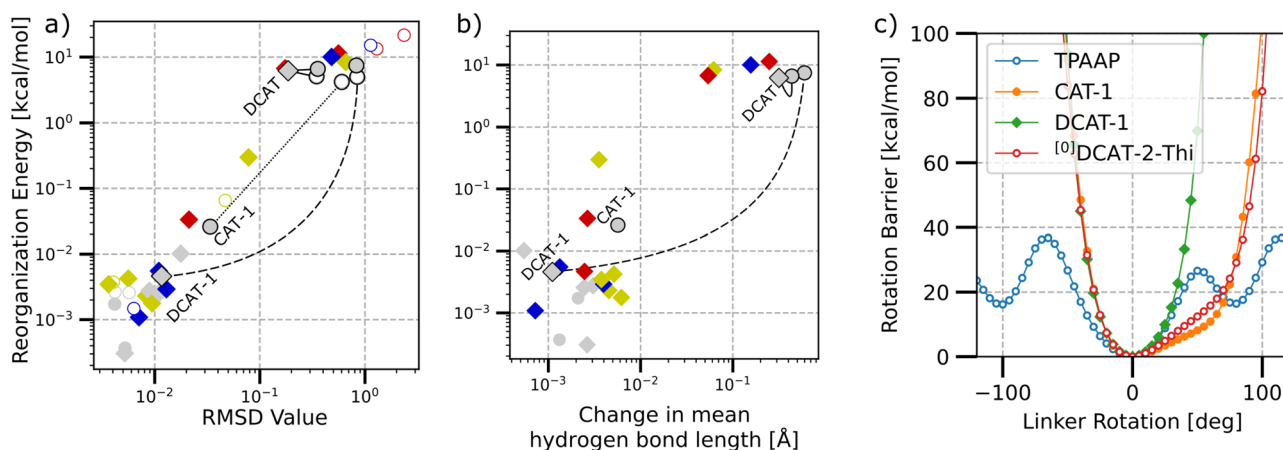 a)
Reorganization Energy [kcal/mol]
10¹
10⁰
10⁻¹
10⁻²
10⁻³
DCAT
CAT-1
DCAT-1
10⁻²
10⁻¹
10⁰
RMSD Value
b)
10¹
10⁰
10⁻¹
10⁻²
10⁻³
DCAT
CAT-1
DCAT-1
10⁻³
10⁻²
10⁻¹
Change in mean
hydrogen bond length [Å]
c)
Rotation Barrier [kcal/mol]
100
80
60
40
20
0
TPAAP
CAT-1
DCAT-1
[0]DCAT-2-Thi
−100
0
100
Linker Rotation [deg]